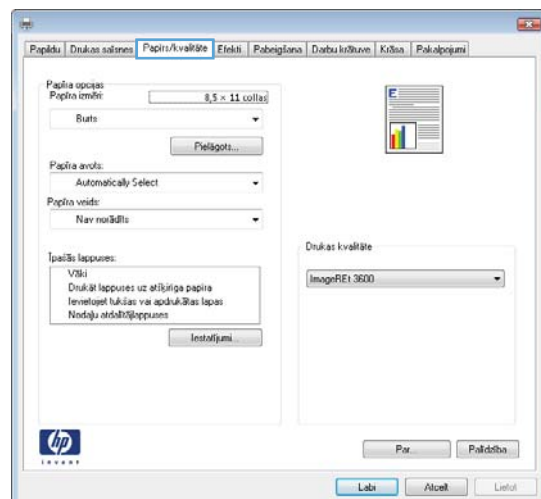 Papildu Drukas saīsnes Papīrs/kvalitāte Efekti Pabeigšana Darbu krātuve Krāsa Pakalpojumi
Papīra opcijas
Papīra izmēri: 8,5 × 11 collas
Burts
Pielāgots...
Papīra avots:
Automatically Select
Papīra veids:
Nav norādīts
Īpašās lappuses:
Vāki
Drukāt lappuses uz atšķirīga papīra
Ievietojiet tukšas vai apdrukātas lapas
Nodaļu atdalītājlappuses
Iestatījumi...
E
Drukas kvalitāte
ImageREt 3600
hp
invent
Par... Palīdzība
Labi Atcelt Lietot